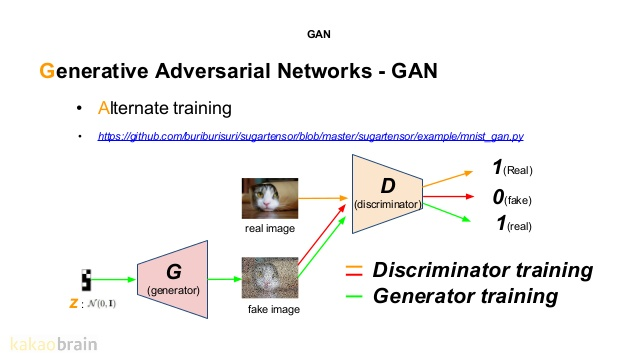 GAN
Generative Adversarial Networks - GAN
• Alternate training
• https://github.com/buriburisuri/sugartensor/blob/master/sugartensor/example/mnist_gan.py
1(Real)
D
(discriminator)
0(fake)
real image
1(real)
G
(generator)
Discriminator training
Generator training
z : N(0, I)
fake image
kakaobrain